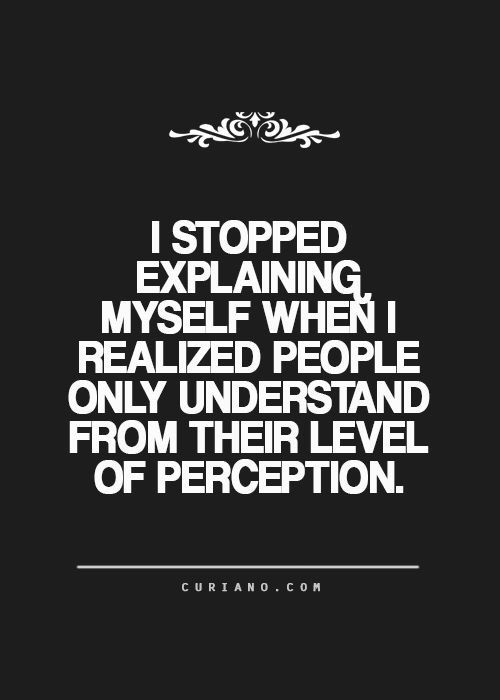 I STOPPED
EXPLAINING
MYSELF WHEN I
REALIZED PEOPLE
ONLY UNDERSTAND
FROM THEIR LEVEL
OF PERCEPTION.
CURIANO.COM